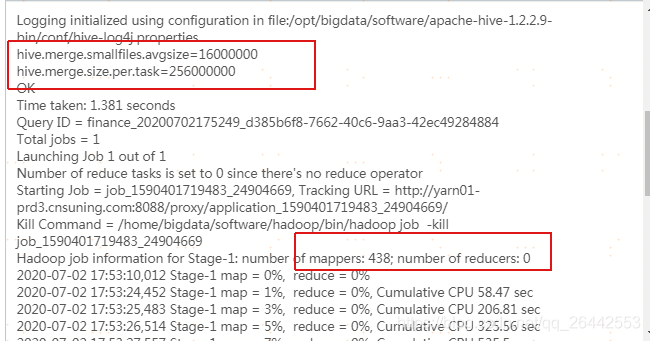 Logging initialized using configuration in file:/opt/bigdata/software/apache-hive-1.2.2.9-
bin/conf/hive-log4j.properties
hive.merge.smallfiles.avgsize=16000000
hive.merge.size.per.task=256000000
OK
Time taken: 1.381 seconds
Query ID = finance_20200702175249_d385b6f8-7662-40c6-9aa3-42ec49284884
Total jobs = 1
Launching Job 1 out of 1
Number of reduce tasks is set to 0 since there's no reduce operator
Starting Job = job_1590401719483_24904669, Tracking URL = http://yarn01-
prd3.cnsuning.com:8088/proxy/application_1590401719483_24904669/
Kill Command = /home/bigdata/software/hadoop/bin/hadoop job  -kill
job_1590401719483_24904669
Hadoop job information for Stage-1: number of mappers: 438; number of reducers: 0
2020-07-02 17:53:10,012 Stage-1 map = 0%,  reduce = 0%
2020-07-02 17:53:24,452 Stage-1 map = 1%,  reduce = 0%, Cumulative CPU 58.47 sec
2020-07-02 17:53:25,483 Stage-1 map = 3%,  reduce = 0%, Cumulative CPU 206.81 sec
2020-07-02 17:53:26,514 Stage-1 map = 5%,  reduce = 0%, Cumulative CPU 325.56 sec